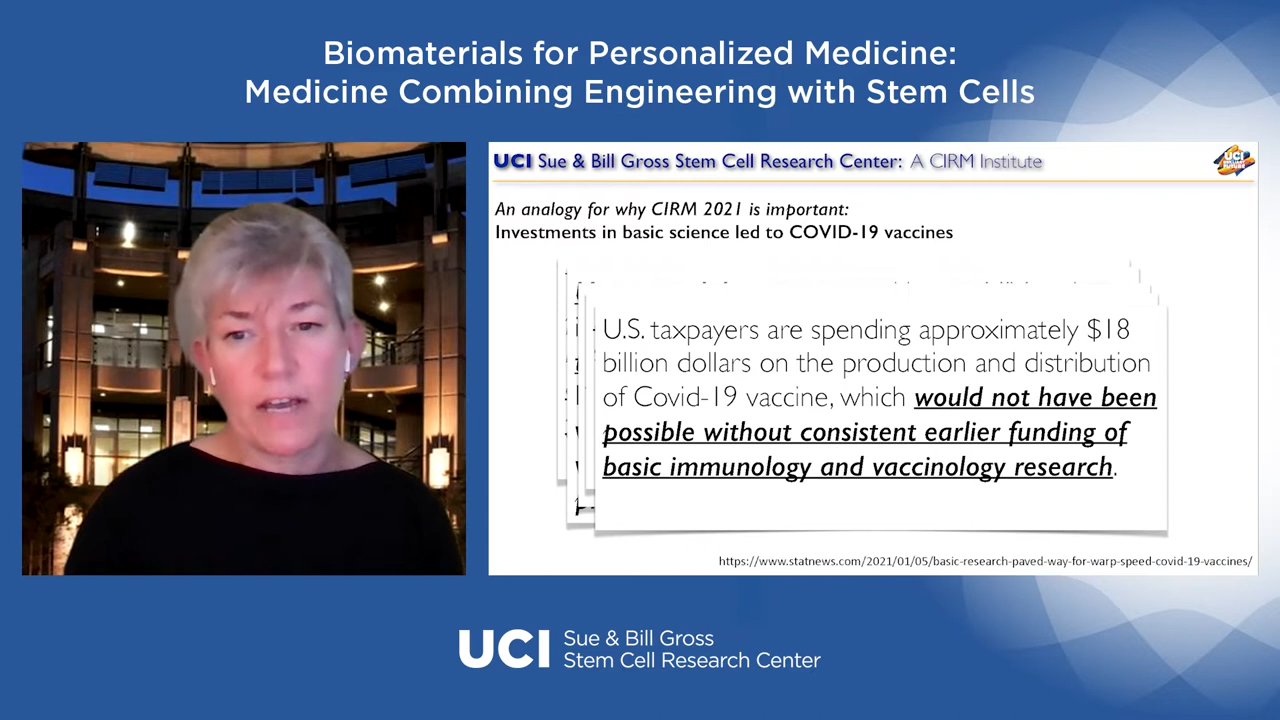 Biomaterials for Personalized Medicine:
Medicine Combining Engineering with Stem Cells
UCI Sue & Bill Gross Stem Cell Research Center: A CIRM Institute
UCI
BRILLIANT
FUTURE
An analogy for why CIRM 2021 is important:
Investments in basic science led to COVID-19 vaccines
U.S. taxpayers are spending approximately $18
billion dollars on the production and distribution
of Covid-19 vaccine, which would not have been
possible without consistent earlier funding of
basic immunology and vaccinology research.
https://www.statnews.com/2021/01/05/basic-research-paved-way-for-warp-speed-covid-19-vaccines/
UCI Sue & Bill Gross
Stem Cell Research Center